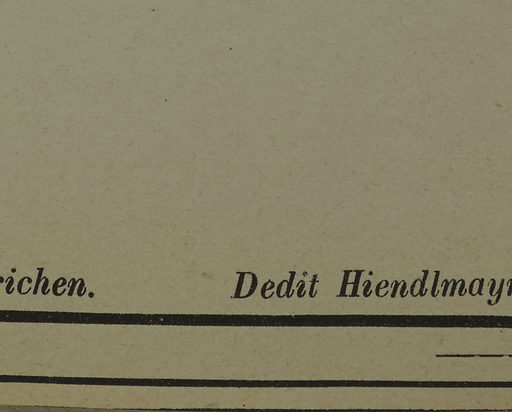 richen. Dedit Hiendlmayr